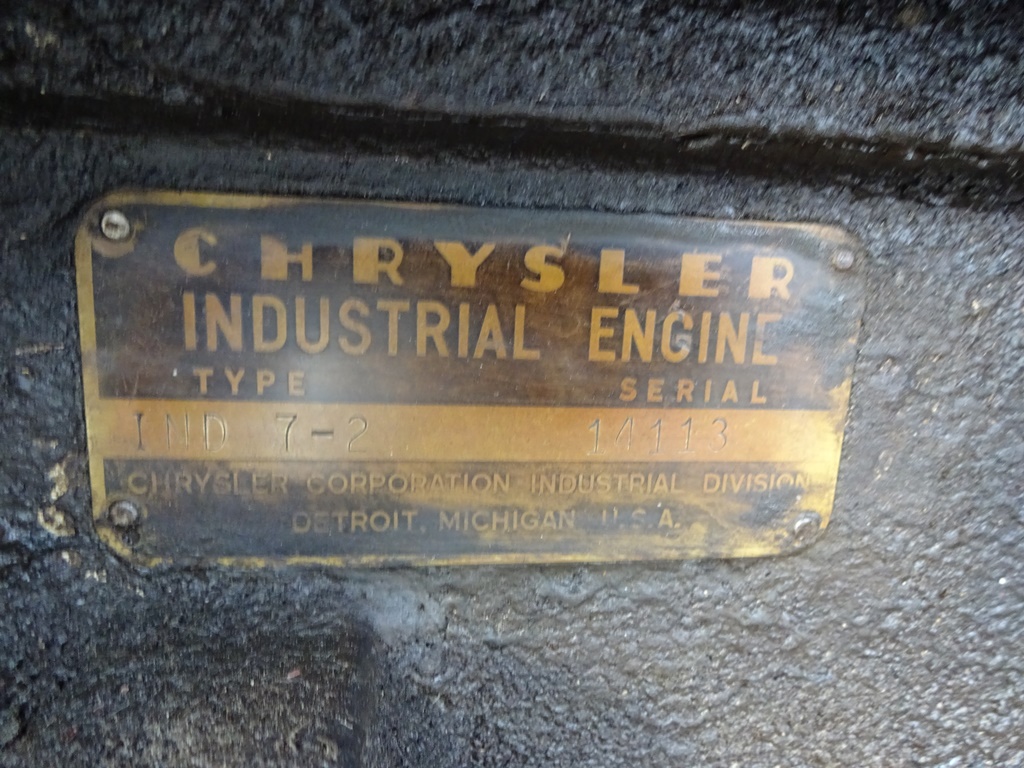 CHRYSLER
INDUSTRIAL ENGINE
TYPE SERIAL
IND 7-2 14113
CHRYSLER CORPORATION INDUSTRIAL DIVISION
DETROIT, MICHIGAN U.S.A.